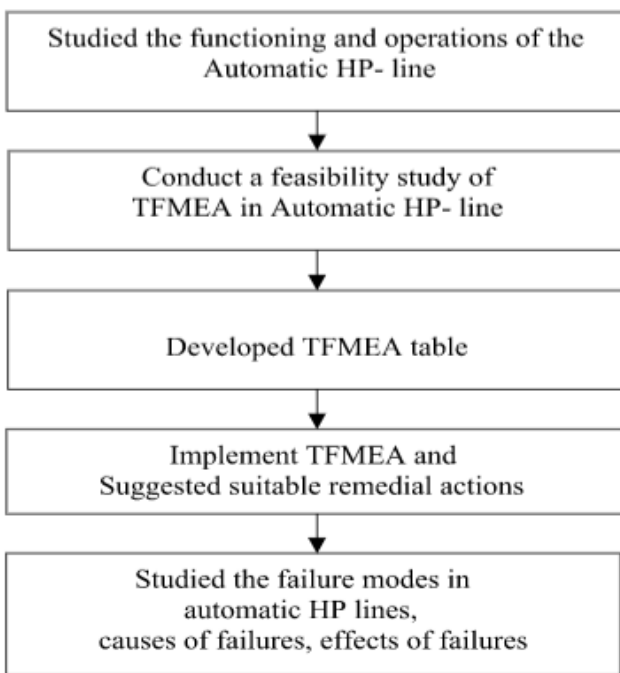 Studied the functioning and operations of the
Automatic HP- line
Conduct a feasibility study of
TFMEA in Automatic HP- line
Developed TFMEA table
Implement TFMEA and
Suggested suitable remedial actions
Studied the failure modes in
automatic HP lines,
causes of failures, effects of failures